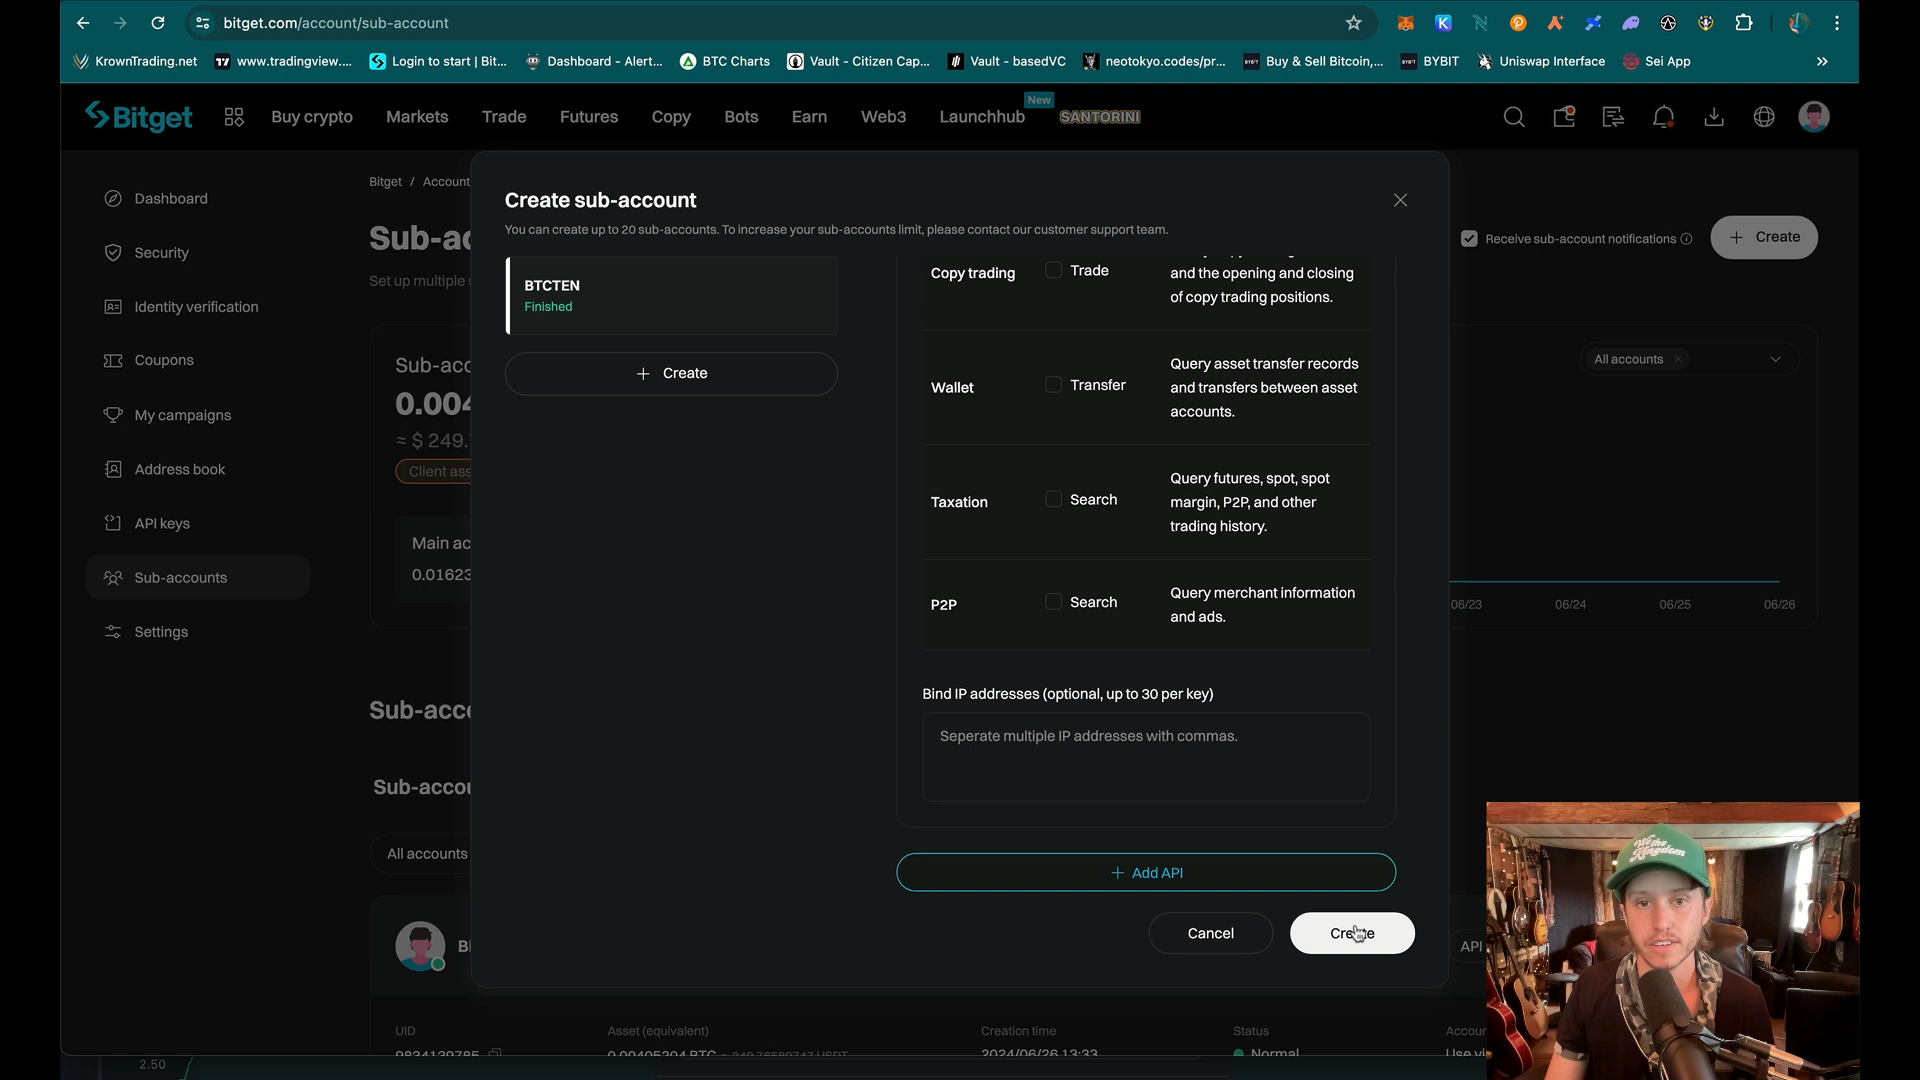 bitget.com/account/sub-account
KrownTrading.net
www.tradingview....
Login to start | Bit...
Dashboard - Alert...
BTC Charts
Vault - Citizen Cap...
Vault - basedVC
neotokyo.codes/pr...
Buy & Sell Bitcoin,...
BYBIT
Uniswap Interface
Sei App
Bitget
Buy crypto
Markets
Trade
Futures
Copy
Bots
Earn
Web3
Launchhub
New
SANTORINI
Dashboard
Security
Identity verification
Coupons
My campaigns
Address book
API keys
Sub-accounts
Settings
Bitget / Account
Sub-ac
Set up multiple s
Receive sub-account notifications
+ Create
Sub-acc
0.004
≈ $ 249.
Client ass
Main ac
0.01623
All accounts
06/23
06/24
06/25
06/26
Create sub-account
You can create up to 20 sub-accounts. To increase your sub-accounts limit, please contact our customer support team.
BTCTEN
Finished
+ Create
Copy trading
Trade
and the opening and closing
of copy trading positions.
Wallet
Transfer
Query asset transfer records
and transfers between asset
accounts.
Taxation
Search
Query futures, spot, spot
margin, P2P, and other
trading history.
P2P
Search
Query merchant information
and ads.
Bind IP addresses (optional, up to 30 per key)
Seperate multiple IP addresses with commas.
+ Add API
Cancel
Create
Sub-acco
Sub-accou
All accounts
API
UID
Asset (equivalent)
Creation time
Status
Accoun
9834139785
0.00405204 BTC
2024/06/26 13:33
Normal
Use vi
2.50
We the
Kingdom